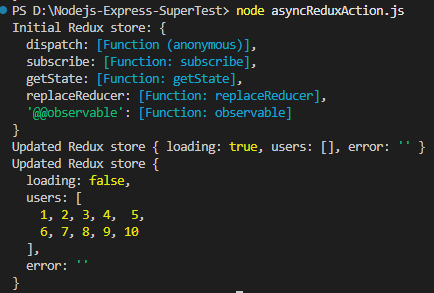 PS D:\Nodejs-Express-SuperTest> node asyncReduxAction.js
Initial Redux store: {
  dispatch: [Function (anonymous)],
  subscribe: [Function: subscribe],
  getState: [Function: getState],
  replaceReducer: [Function: replaceReducer],
  '@@observable': [Function: observable]
}
Updated Redux store { loading: true, users: [], error: '' }
Updated Redux store {
  loading: false,
  users: [
    1, 2, 3, 4,  5,
    6, 7, 8, 9, 10
  ],
  error: ''
}